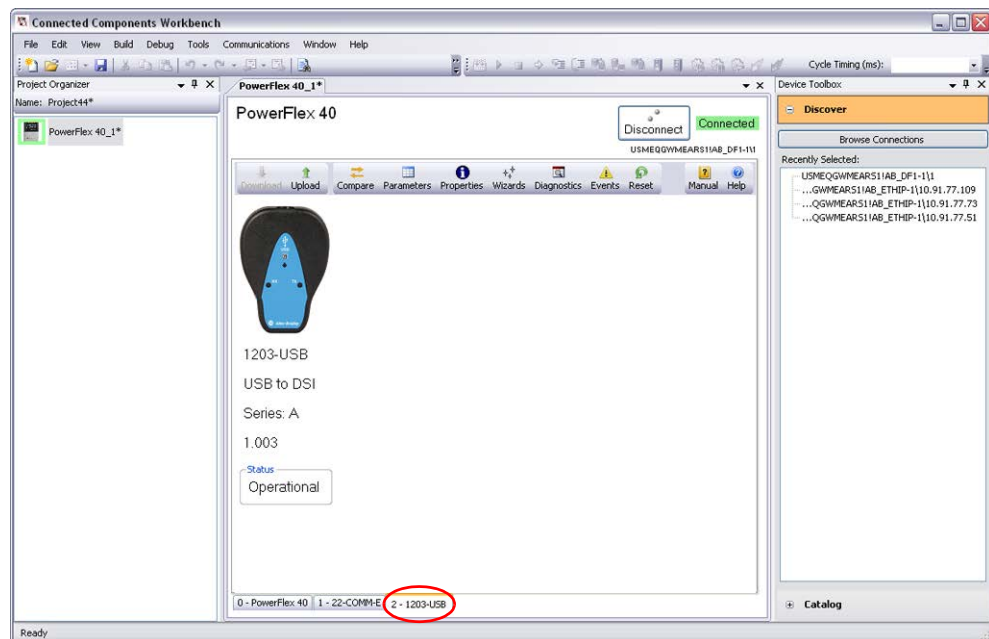 Connected Components Workbench
File Edit View Build Debug Tools Communications Window Help
Cycle Timing (ms):
Project Organizer
Name: Project44*
PowerFlex 40_1*
PowerFlex 40_1*
PowerFlex 40
Disconnect
Connected
USMEQGWMEARS1!AB_DF1-1\1
Download Upload Compare Parameters Properties Wizards Diagnostics Events Reset Manual Help
1203-USB
USB to DSI
Series: A
1.003
Status
Operational
0 - PowerFlex 40 1 - 22-COMM-E 2 - 1203-USB
Device Toolbox
Discover
Browse Connections
Recently Selected:
USMEQGWMEARS1!AB_DF1-1\1
...GWMEARS1!AB_ETHIP-1\10.91.77.109
...QGWMEARS1!AB_ETHIP-1\10.91.77.73
...QGWMEARS1!AB_ETHIP-1\10.91.77.51
Catalog
Ready